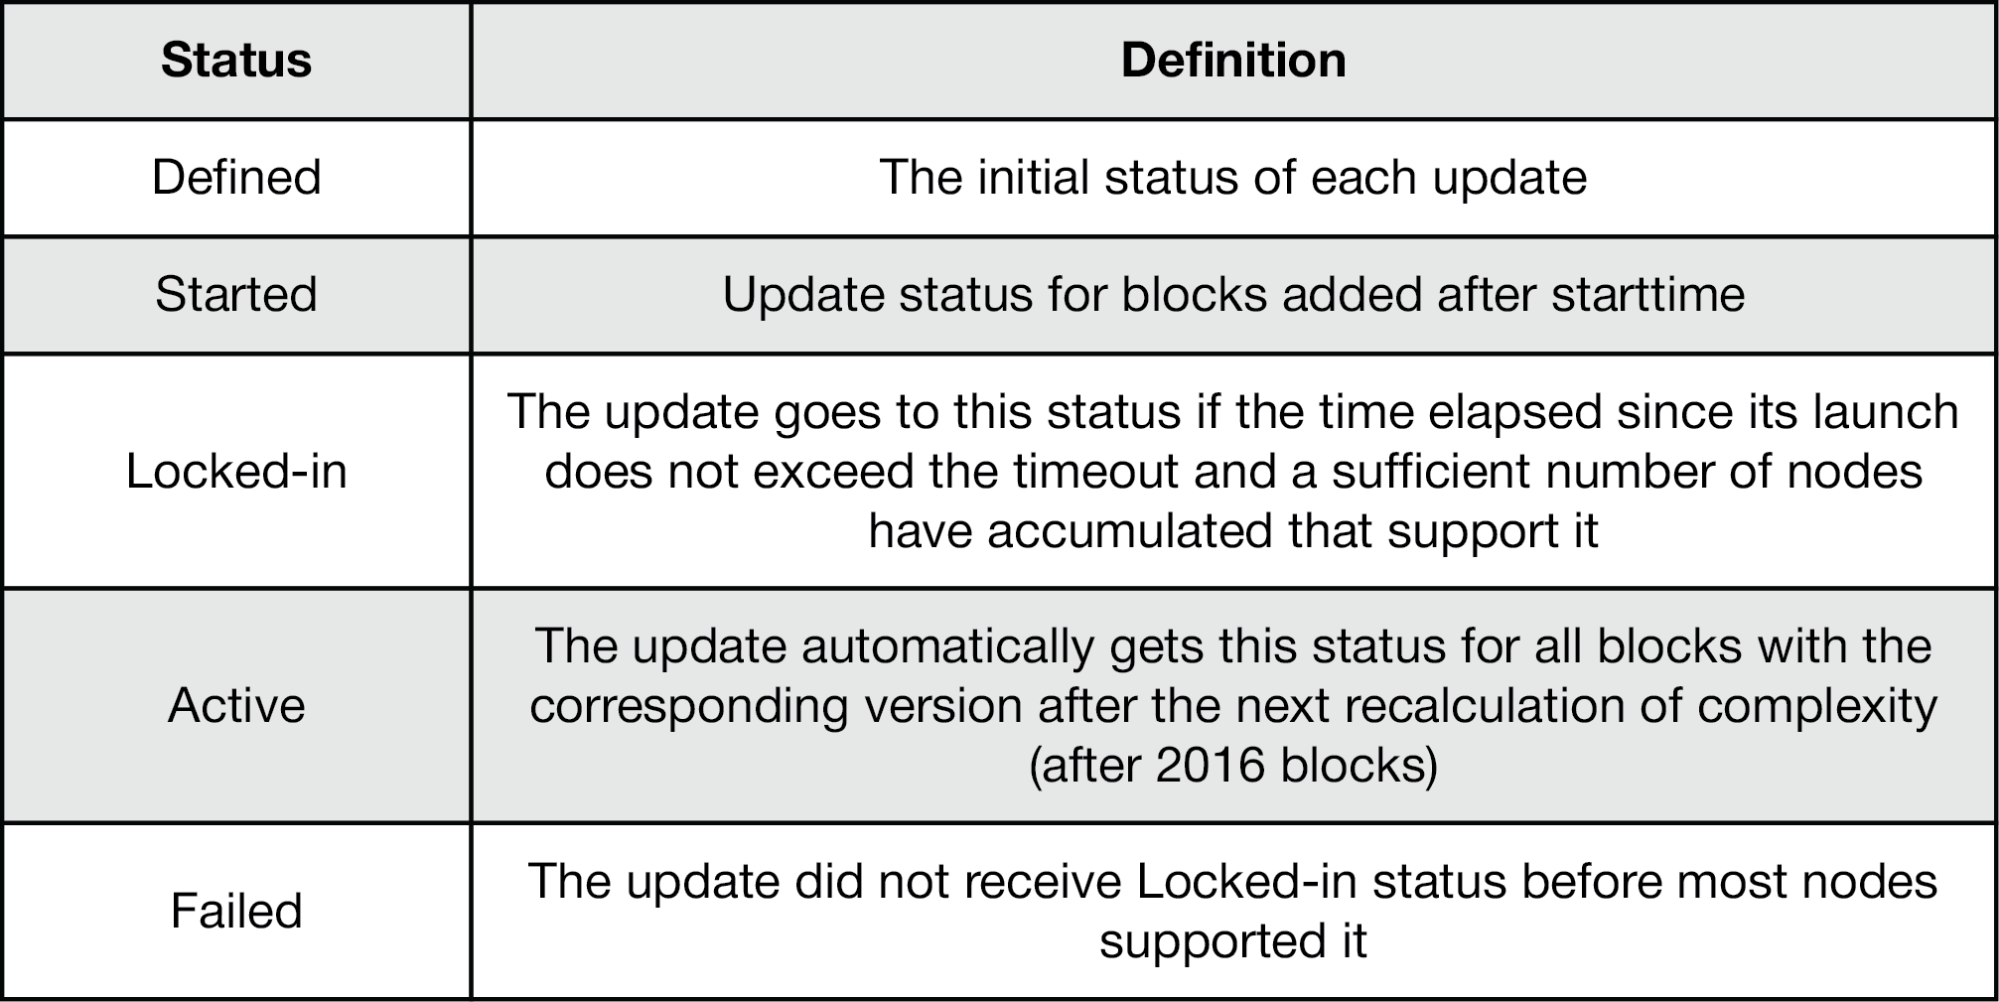 Status
Definition
Defined
The initial status of each update
Started
Update status for blocks added after starttime
Locked-in
The update goes to this status if the time elapsed since its launch
does not exceed the timeout and a sufficient number of nodes
have accumulated that support it
Active
The update automatically gets this status for all blocks with the
corresponding version after the next recalculation of complexity
(after 2016 blocks)
Failed
The update did not receive Locked-in status before most nodes
supported it